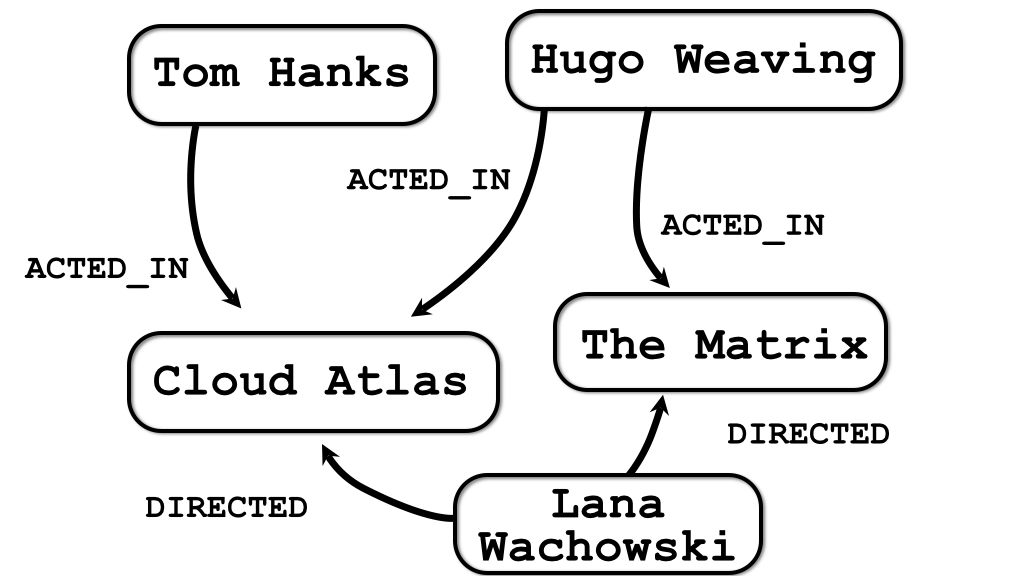 Tom Hanks
Hugo Weaving
ACTED_IN
ACTED_IN
ACTED_IN
The Matrix
Cloud Atlas
DIRECTED
DIRECTED
Lana
Wachowski